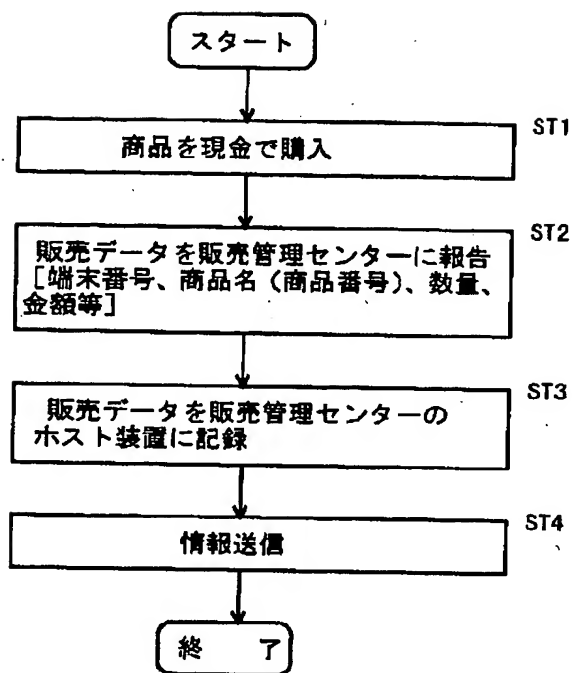 スタート
ST1
商品を現金で購入
ST2
販売データを販売管理センターに報告
[端末番号、商品名(商品番号)、数量、
金額等]
ST3
販売データを販売管理センターの
ホスト装置に記録
ST4
情報送信
終 了